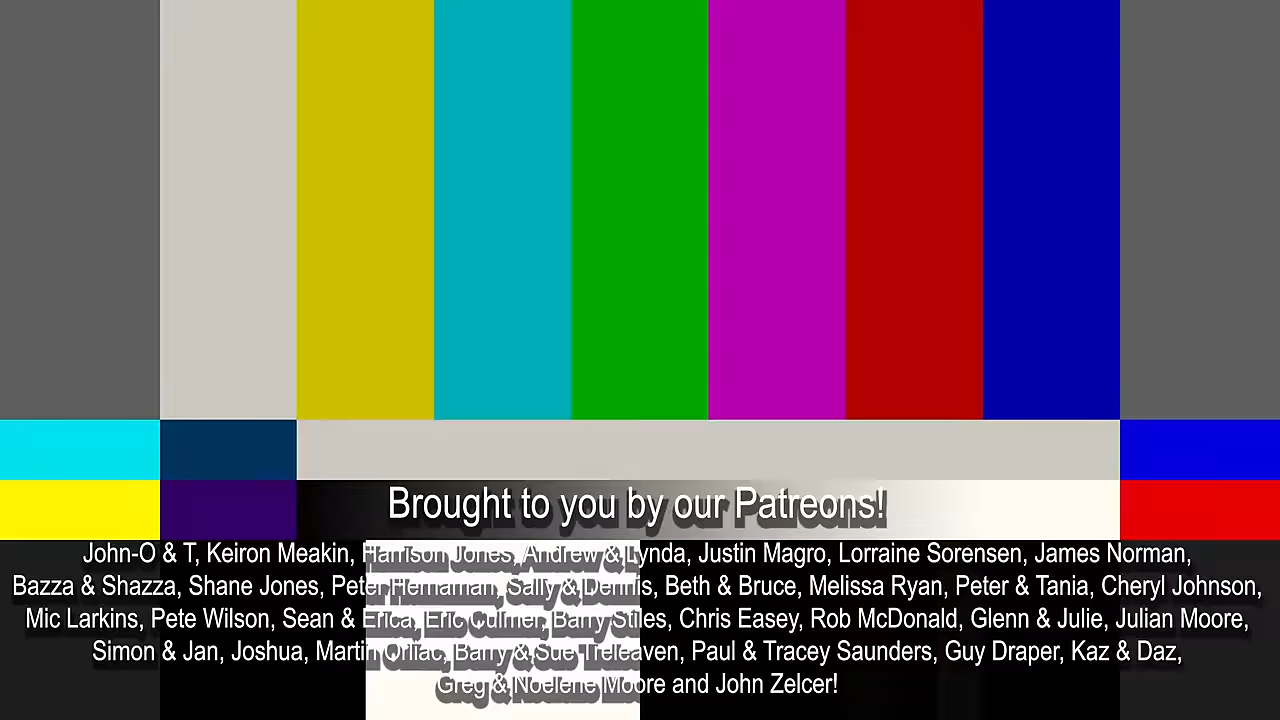 Brought to you by our Patreons!
John-O & T, Keiron Meakin, Harrison Jones, Andrew & Lynda, Justin Magro, Lorraine Sorensen, James Norman,
Bazza & Shazza, Shane Jones, Peter Hernaman, Sally & Dennis, Beth & Bruce, Melissa Ryan, Peter & Tania, Cheryl Johnson,
Mic Larkins, Pete Wilson, Sean & Erica, Eric Culmer, Barry Stiles, Chris Easey, Rob McDonald, Glenn & Julie, Julian Moore,
Simon & Jan, Joshua, Martin Orliac, Barry & Sue Treleaven, Paul & Tracey Saunders, Guy Draper, Kaz & Daz,
Greg & Noelene Moore and John Zelcer!